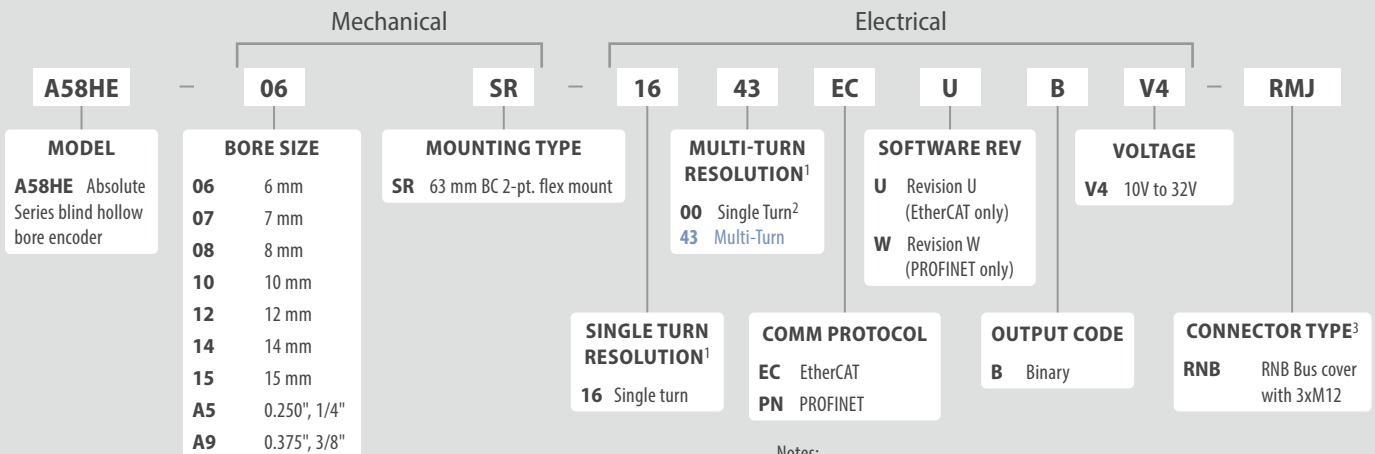 Mechanical
Electrical
A58HE – 06 SR – 16 43 EC U B V4 – RMJ
MODEL
A58HE Absolute
Series blind hollow
bore encoder
BORE SIZE
06 6 mm
07 7 mm
08 8 mm
10 10 mm
12 12 mm
14 14 mm
15 15 mm
A5 0.250", 1/4"
A9 0.375", 3/8"
MOUNTING TYPE
SR 63 mm BC 2-pt. flex mount
MULTI-TURN
RESOLUTION¹
00 Single Turn²
43 Multi-Turn
SOFTWARE REV
U Revision U
(EtherCAT only)
W Revision W
(PROFINET only)
VOLTAGE
V4 10V to 32V
SINGLE TURN
RESOLUTION¹
16 Single turn
COMM PROTOCOL
EC EtherCAT
PN PROFINET
OUTPUT CODE
B Binary
CONNECTOR TYPE³
RNB RNB Bus cover
with 3xM12
Notes: